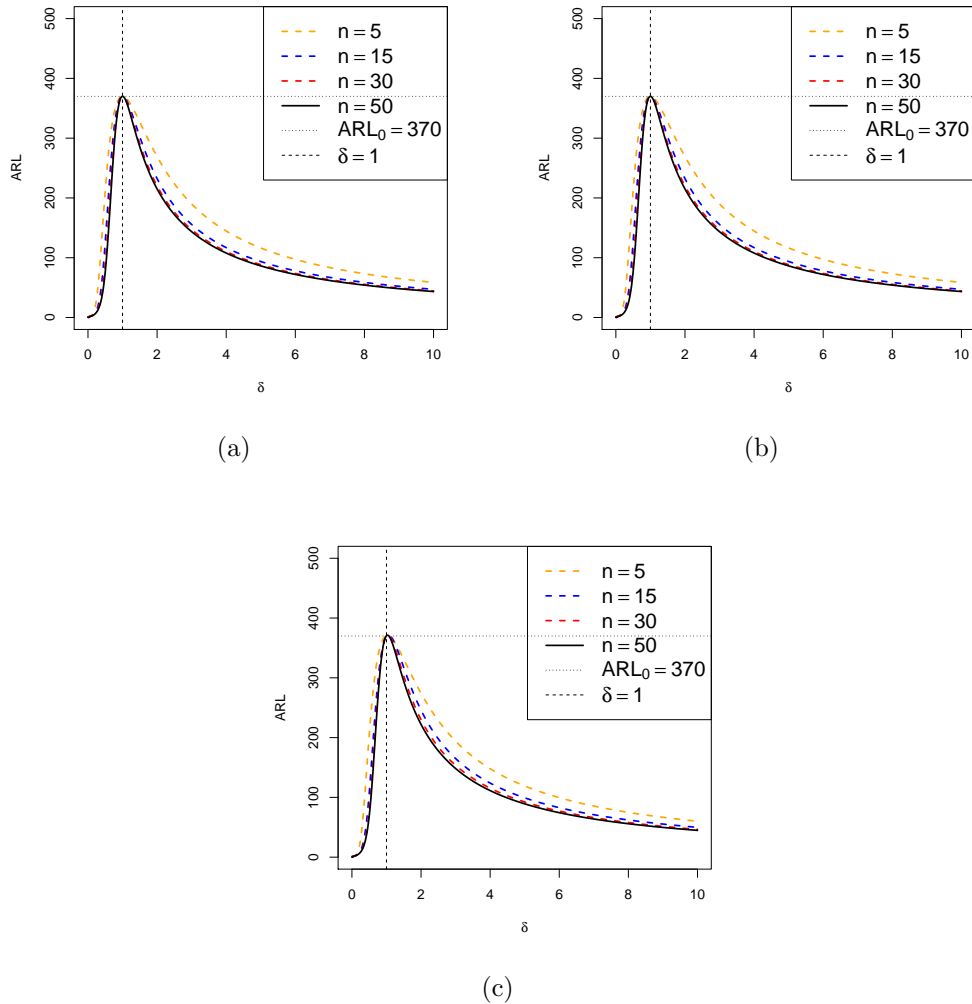 n = 5
n = 15
n = 30
n = 50
ARL₀ = 370
δ = 1
ARL
0
100
200
300
400
500
0
2
4
6
8
10
δ
(a)
n = 5
n = 15
n = 30
n = 50
ARL₀ = 370
δ = 1
ARL
0
100
200
300
400
500
0
2
4
6
8
10
δ
(b)
n = 5
n = 15
n = 30
n = 50
ARL₀ = 370
δ = 1
ARL
0
100
200
300
400
500
0
2
4
6
8
10
δ
(c)